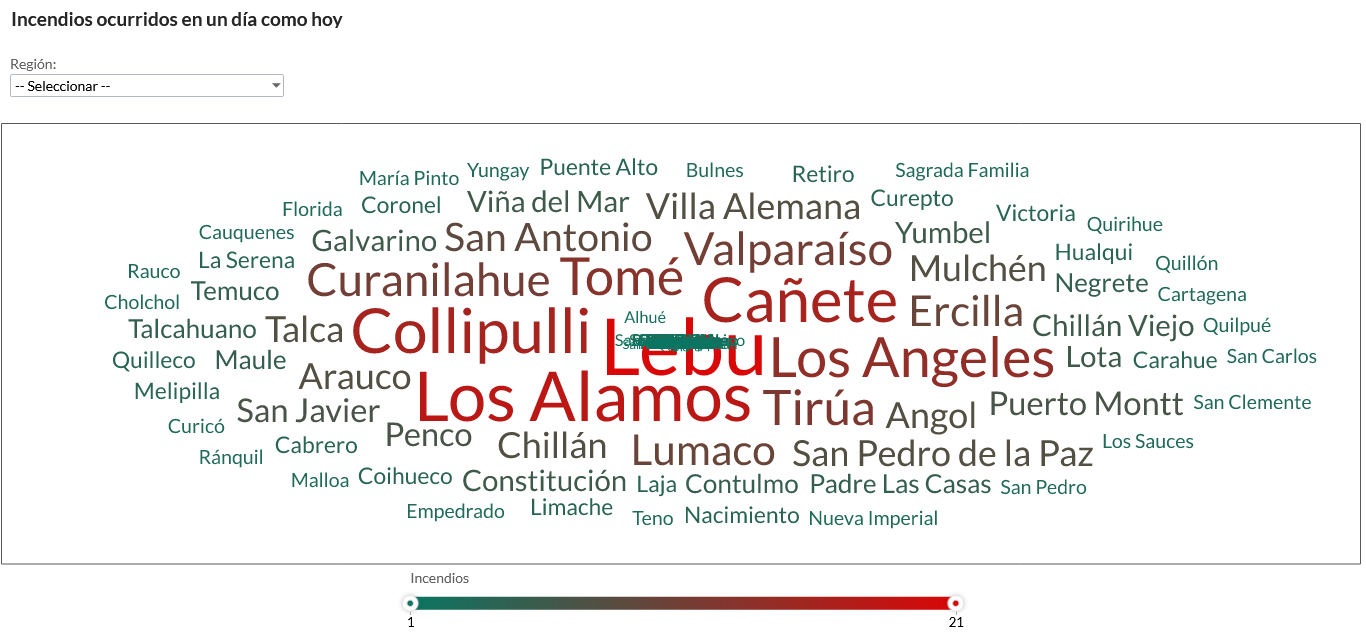 Incendios ocurridos en un día como hoy
Región:
-- Seleccionar --
María Pinto Yungay Puente Alto Bulnes Retiro Sagrada Familia
Florida Coronel Viña del Mar Villa Alemana Curepto Victoria Quirihue
Cauquenes Galvarino San Antonio Valparaíso Yumbel Hualqui
Rauco La Serena Curanilahue Tomé Mulchén Negrete Quillón
Cholchol Temuco Cañete Ercilla Cartagena
Talcahuano Talca Collipulli Alhué Lebu Los Angeles Chillán Viejo Quilpué
Quilleco Maule Lota Carahue San Carlos
Melipilla Arauco Los Alamos Tirúa Angol Puerto Montt San Clemente
Curicó San Javier Penco Chillán Lumaco San Pedro de la Paz Los Sauces
Ránquil Cabrero
Malloa Coihueco Constitución Laja Contulmo Padre Las Casas San Pedro
Empedrado Limache Teno Nacimiento Nueva Imperial
Incendios
1 21